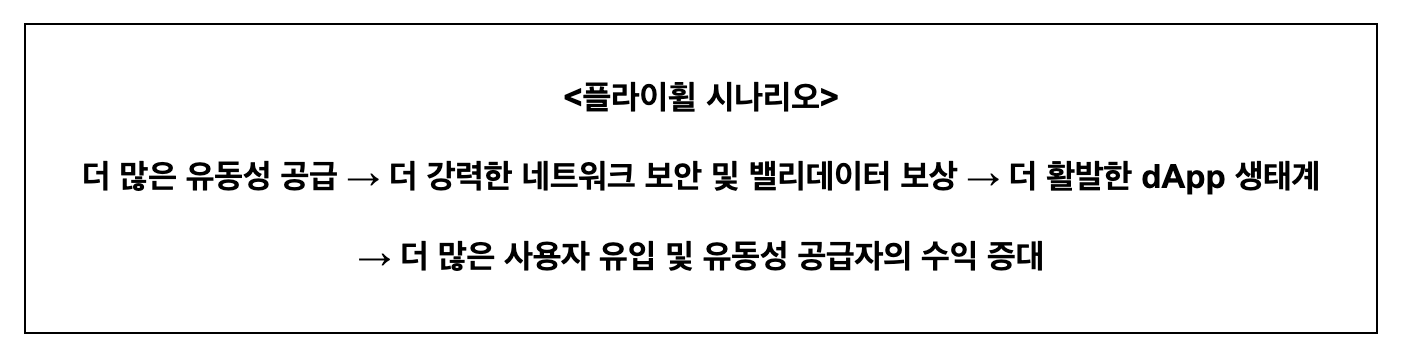 <플라이휠 시나리오>
더 많은 유동성 공급 → 더 강력한 네트워크 보안 및 밸리데이터 보상 → 더 활발한 dApp 생태계
→ 더 많은 사용자 유입 및 유동성 공급자의 수익 증대